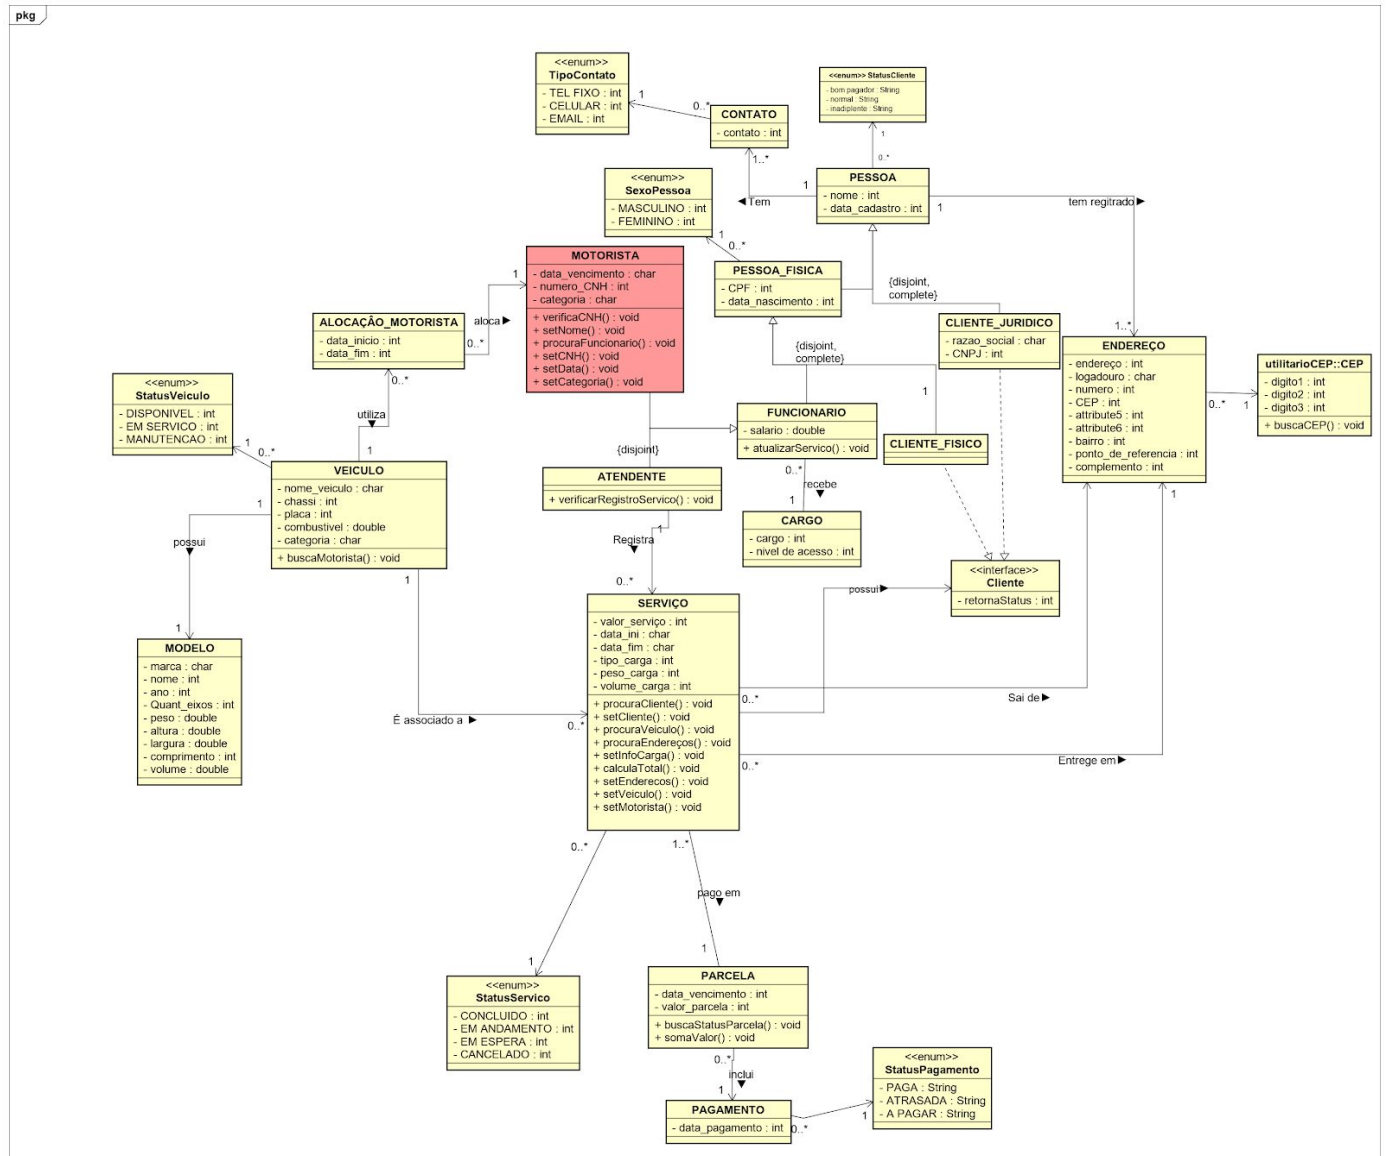 pkg
<<enum>>
TipoContato
- TEL FIXO : int
- CELULAR : int
- EMAIL : int
1
0..*
CONTATO
- contato : int
1..*
1
◀Tem
<<enum>> StatusCliente
- bom pagador : String
- normal : String
- inadiplente : String
1
0..*
PESSOA
- nome : int
- data_cadastro : int
1
tem regitrado▶
1..*
<<enum>>
SexoPessoa
- MASCULINO : int
- FEMININO : int
1
0..*
PESSOA_FISICA
- CPF : int
- data_nascimento : int
{disjoint,
complete}
MOTORISTA
- data_vencimento : char
- numero_CNH : int
- categoria : char
+ verificaCNH() : void
+ setNome() : void
+ procuraFuncionario() : void
+ setCNH() : void
+ setData() : void
+ setCategoria() : void
1
aloca▶
0..*
ALOCAÇÂO_MOTORISTA
- data_inicio : int
- data_fim : int
0..*
utiliza
▼
1
CLIENTE_JURIDICO
- razao_social : char
- CNPJ : int
ENDEREÇO
- endereço : int
- logadouro : char
- numero : int
- CEP : int
- attribute5 : int
- attribute6 : int
- bairro : int
- ponto_de_referencia : int
- complemento : int
0..*
1
utilitarioCEP::CEP
- digito1 : int
- digito2 : int
- digito3 : int
+ buscaCEP() : void
{disjoint,
complete}
1
<<enum>>
StatusVeiculo
- DISPONIVEL : int
- EM SERVICO : int
- MANUTENCAO : int
1
0..*
FUNCIONARIO
- salario : double
+ atualizarServico() : void
{disjoint}
CLIENTE_FISICO
0..*
recebe
▼
1
VEICULO
- nome_veiculo : char
- chassi : int
- placa : int
- combustivel : double
- categoria : char
+ buscaMotorista() : void
1
possui
▼
1
1
ATENDENTE
+ verificarRegistroServico() : void
1
Registra
▼
0..*
CARGO
- cargo : int
- nivel de acesso : int
<<interface>>
Cliente
- retornaStatus : int
possui▶
1
SERVIÇO
- valor_serviço : int
- data_ini : char
- data_fim : char
- tipo_carga : int
- peso_carga : int
- volume_carga : int
+ procuraCliente() : void
+ setCliente() : void
+ procuraVeiculo() : void
+ procuraEndereços() : void
+ setInfoCarga() : void
+ calculaTotal() : void
+ setEnderecos() : void
+ setVeiculo() : void
+ setMotorista() : void
MODELO
- marca : char
- nome : int
- ano : int
- Quant_eixos : int
- peso : double
- altura : double
- largura : double
- comprimento : int
- volume : double
É associado a ▶
0..*
0..*
Sai de▶
0..*
Entrege em▶
0..*
1..*
pago em
▼
1
1
<<enum>>
StatusServico
- CONCLUIDO : int
- EM ANDAMENTO : int
- EM ESPERA : int
- CANCELADO : int
PARCELA
- data_vencimento : int
- valor_parcela : int
+ buscaStatusParcela() : void
+ somaValor() : void
0..*
inclui
▼
1
PAGAMENTO
- data_pagamento : int
0..*
1
<<enum>>
StatusPagamento
- PAGA : String
- ATRASADA : String
- A PAGAR : String